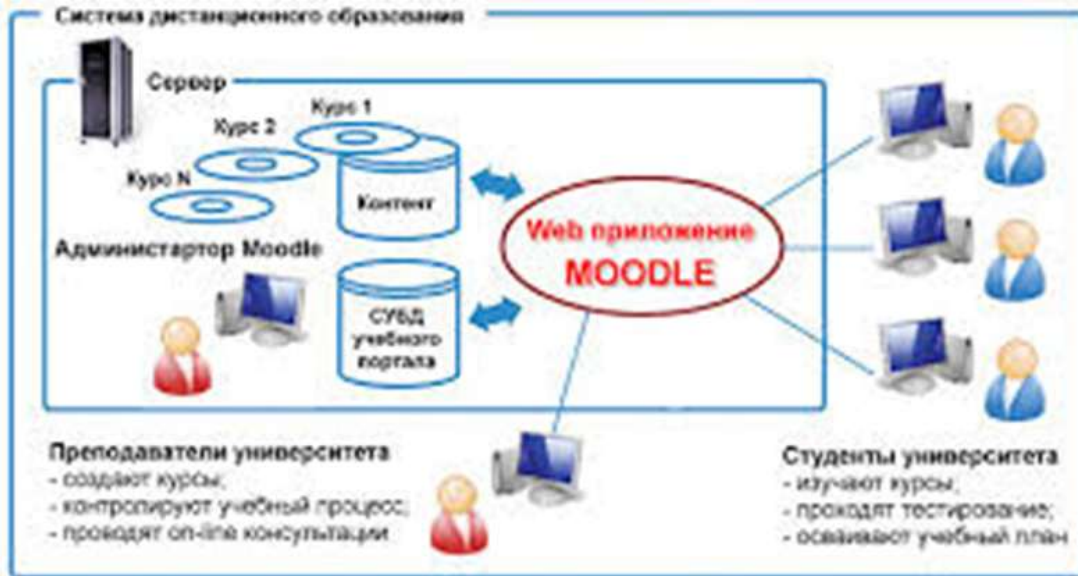 Система дистанционного образования
Сервер
Курс 1
Курс 2
Курс N
Контент
Администартор Moodle
СУБД
учебного
портала
Web приложение
MOODLE
Преподаватели университета
- создают курсы;
- контролируют учебный процесс;
- проводят on-line консультации
Студенты университета
- изучают курсы;
- проходят тестирование;
- осваивают учебный план